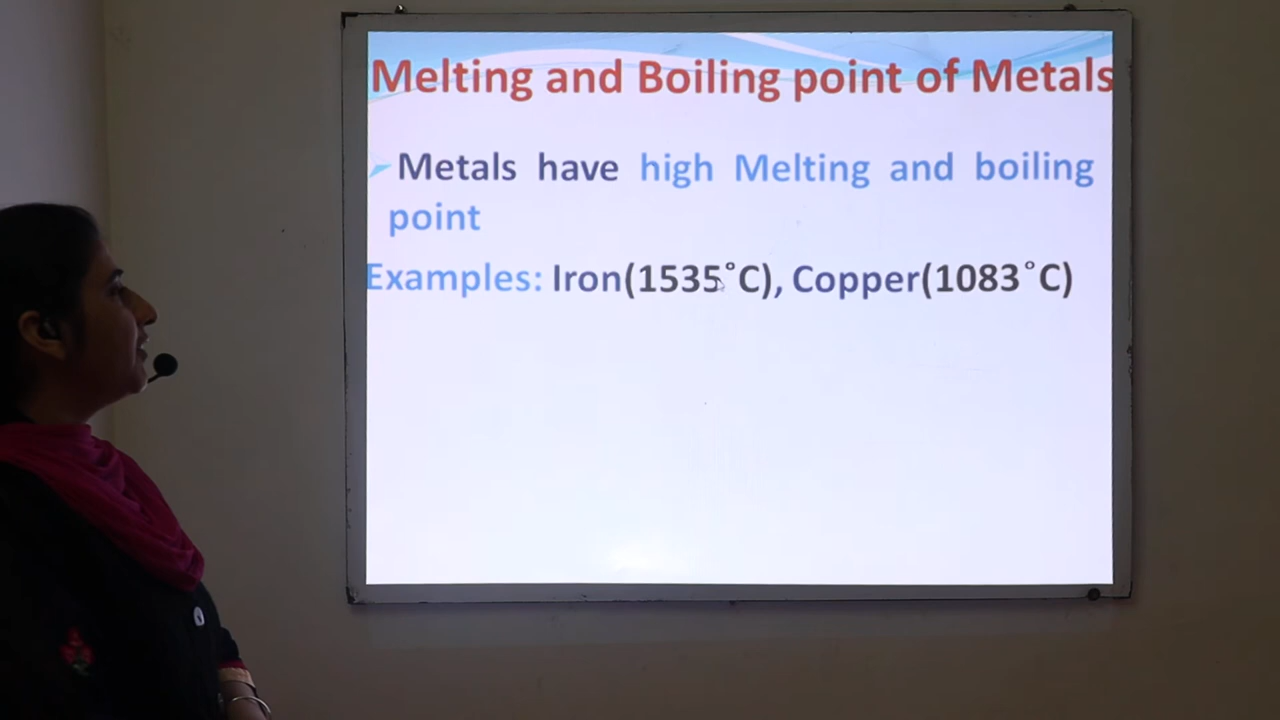 Melting and Boiling point of Metals
Metals have high Melting and boiling
point
Examples: Iron(1535˚C), Copper(1083˚C)